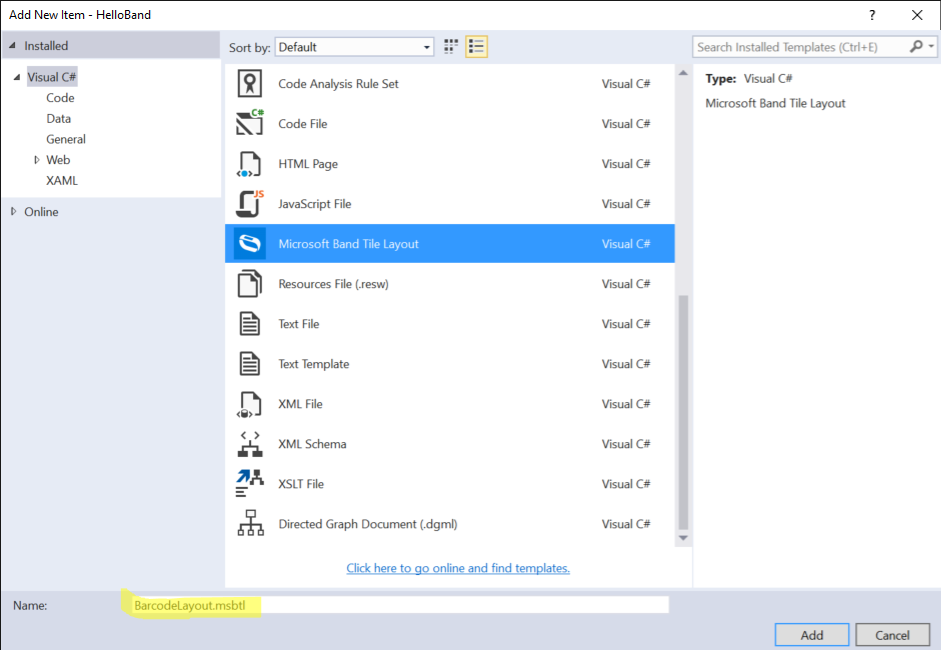 Add New Item - HelloBand
?
Installed
Sort by: Default
Search Installed Templates (Ctrl+E)
Visual C#
Code
Data
General
Web
XAML
Online
Code Analysis Rule Set Visual C#
C# Code File Visual C#
HTML Page Visual C#
JS JavaScript File Visual C#
Microsoft Band Tile Layout Visual C#
Resources File (.resw) Visual C#
Text File Visual C#
Text Template Visual C#
XML File Visual C#
XML Schema Visual C#
XSLT File Visual C#
Directed Graph Document (.dgml) Visual C#
Click here to go online and find templates.
Type: Visual C#
Microsoft Band Tile Layout
Name: BarcodeLayout.msbtl
Add Cancel